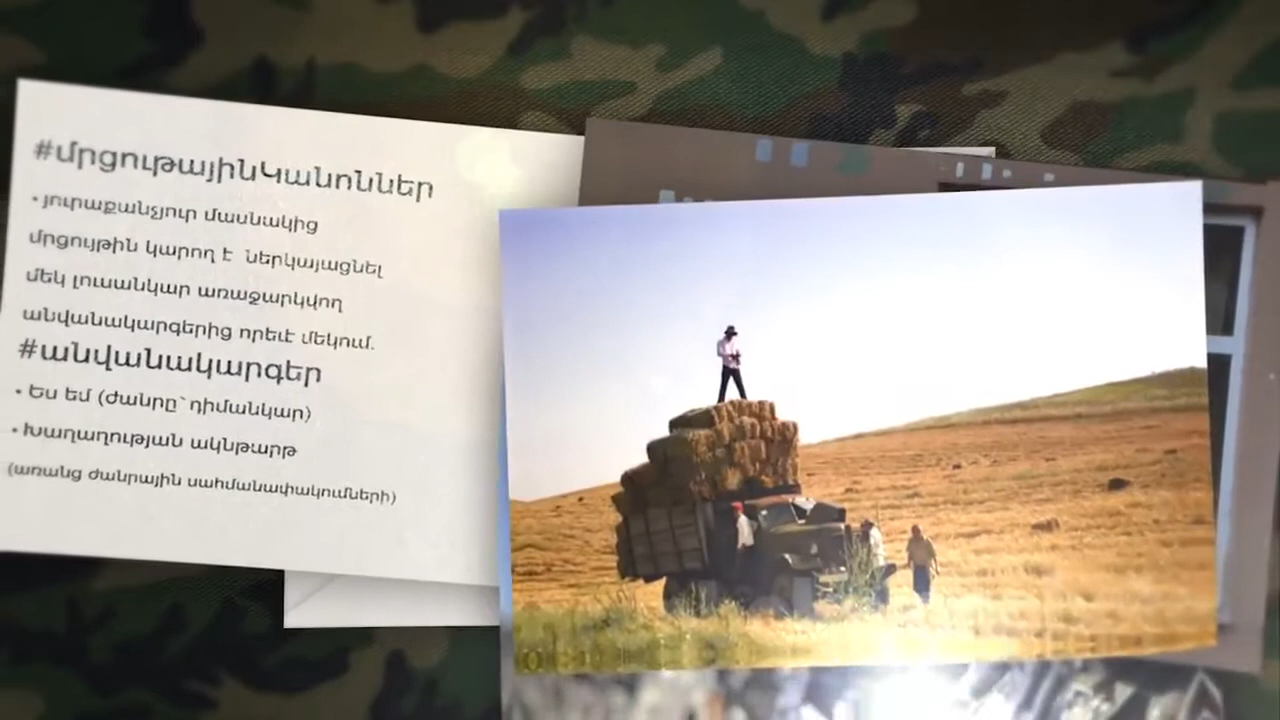 #մրցութայինԿանոններ
• յուրաքանչյուր մասնակից
մրցույթին կարող է ներկայացնել
մեկ լուսանկար առաջարկվող
անվանակարգերից որեւէ մեկում.
#անվանակարգեր
• Ես եմ (ժանրը՝ դիմանկար)
• Խաղաղության ակնթարթ
(առանց ժանրային սահմանափակումների)